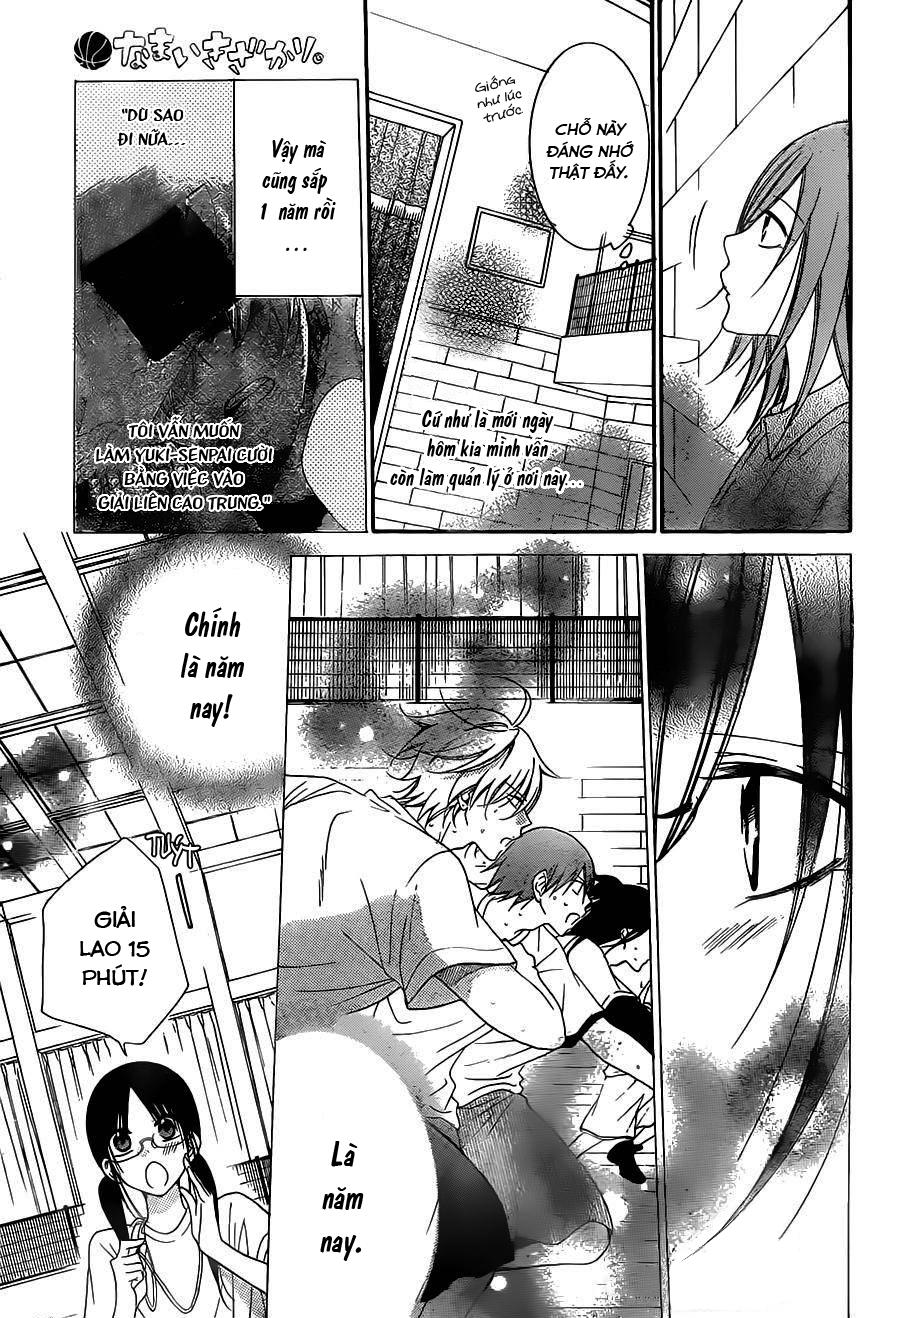 なまいきざかり。
CHỖ NÀY
ĐÁNG NHỚ
THẬT ĐẤY.
Giống
như lúc
trước
Cứ như là mới ngày
hôm kia mình vẫn
còn làm quản lý ở nơi này...
Vậy mà
cũng sắp
1 năm rồi
...
"DÙ SAO
ĐI NỮA...
TÔI VẪN MUỐN
LÀM YUKI-SENPAI CƯỜI
BẰNG VIỆC VÀO
GIẢI LIÊN CAO TRUNG."
Là
năm
nay.
Chính
là năm
nay!
TUÝT
GIẢI
LAO 15
PHÚT!